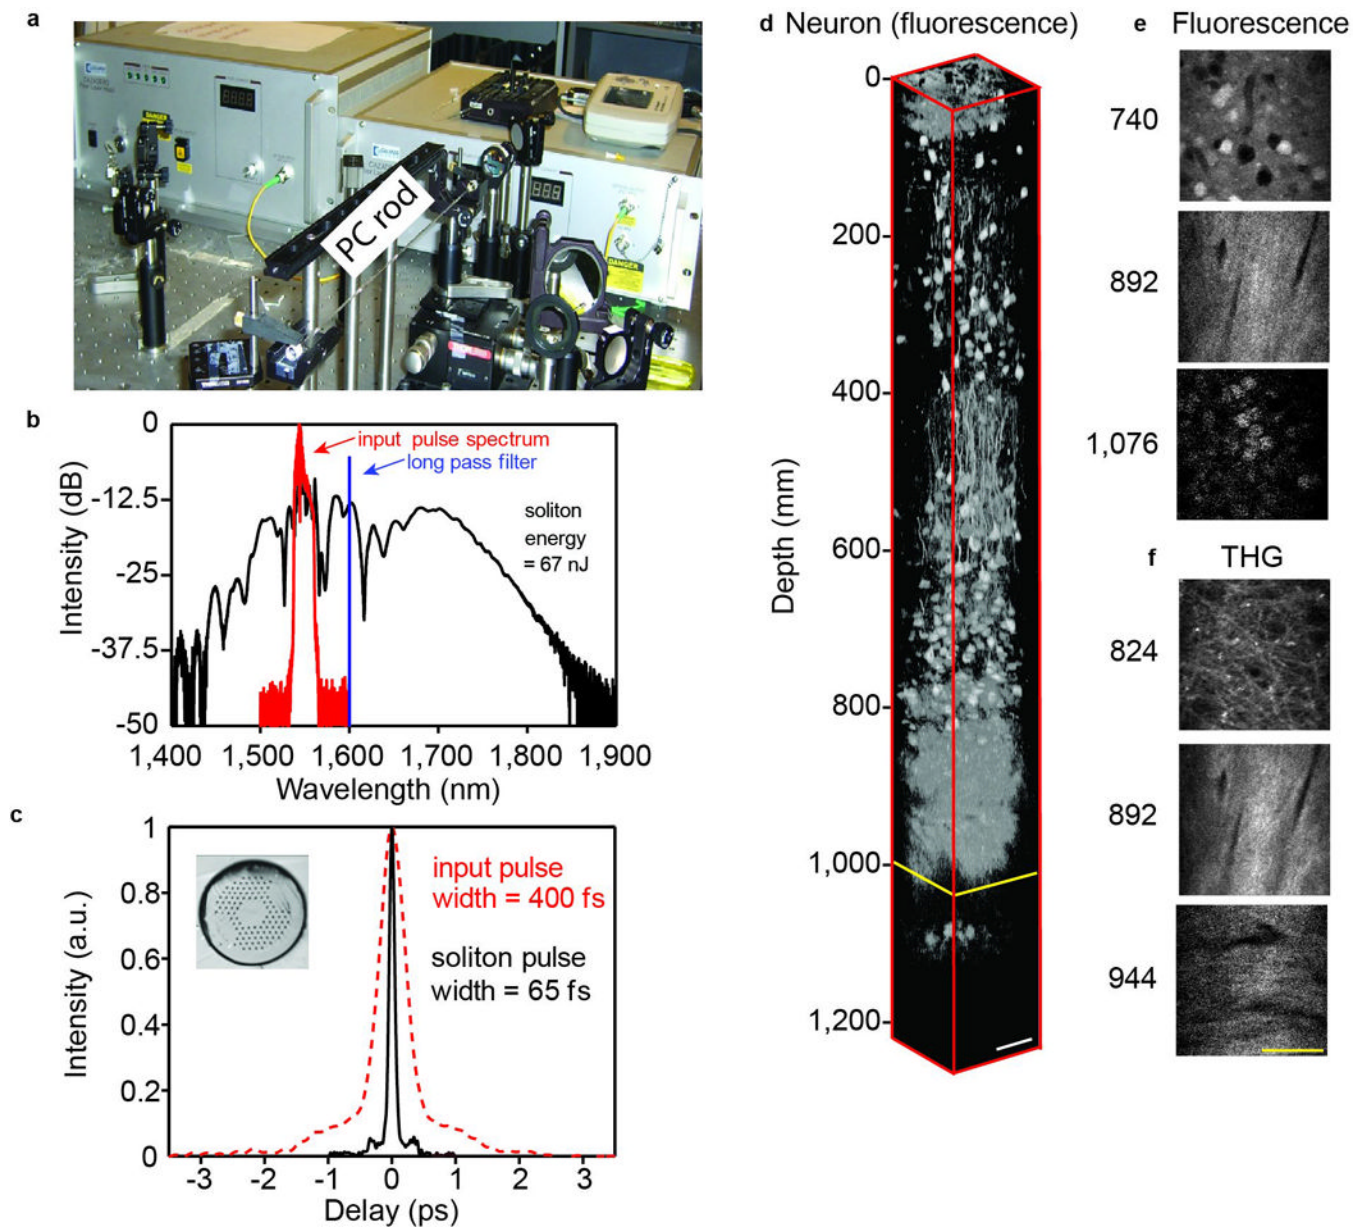 a
PC rod
DANGER
DANGER
b
0
-12.5
-25
-37.5
-50
Intensity (dB)
input pulse spectrum
long pass filter
soliton
energy
= 67 nJ
1,400
1,500
1,600
1,700
1,800
1,900
Wavelength (nm)
c
1
0.8
0.6
0.4
0.2
0
Intensity (a.u.)
input pulse
width = 400 fs
soliton pulse
width = 65 fs
-3
-2
-1
0
1
2
3
Delay (ps)
d Neuron (fluorescence)
0
200
400
600
800
1,000
1,200
Depth (mm)
e Fluorescence
740
892
1,076
f THG
824
892
944